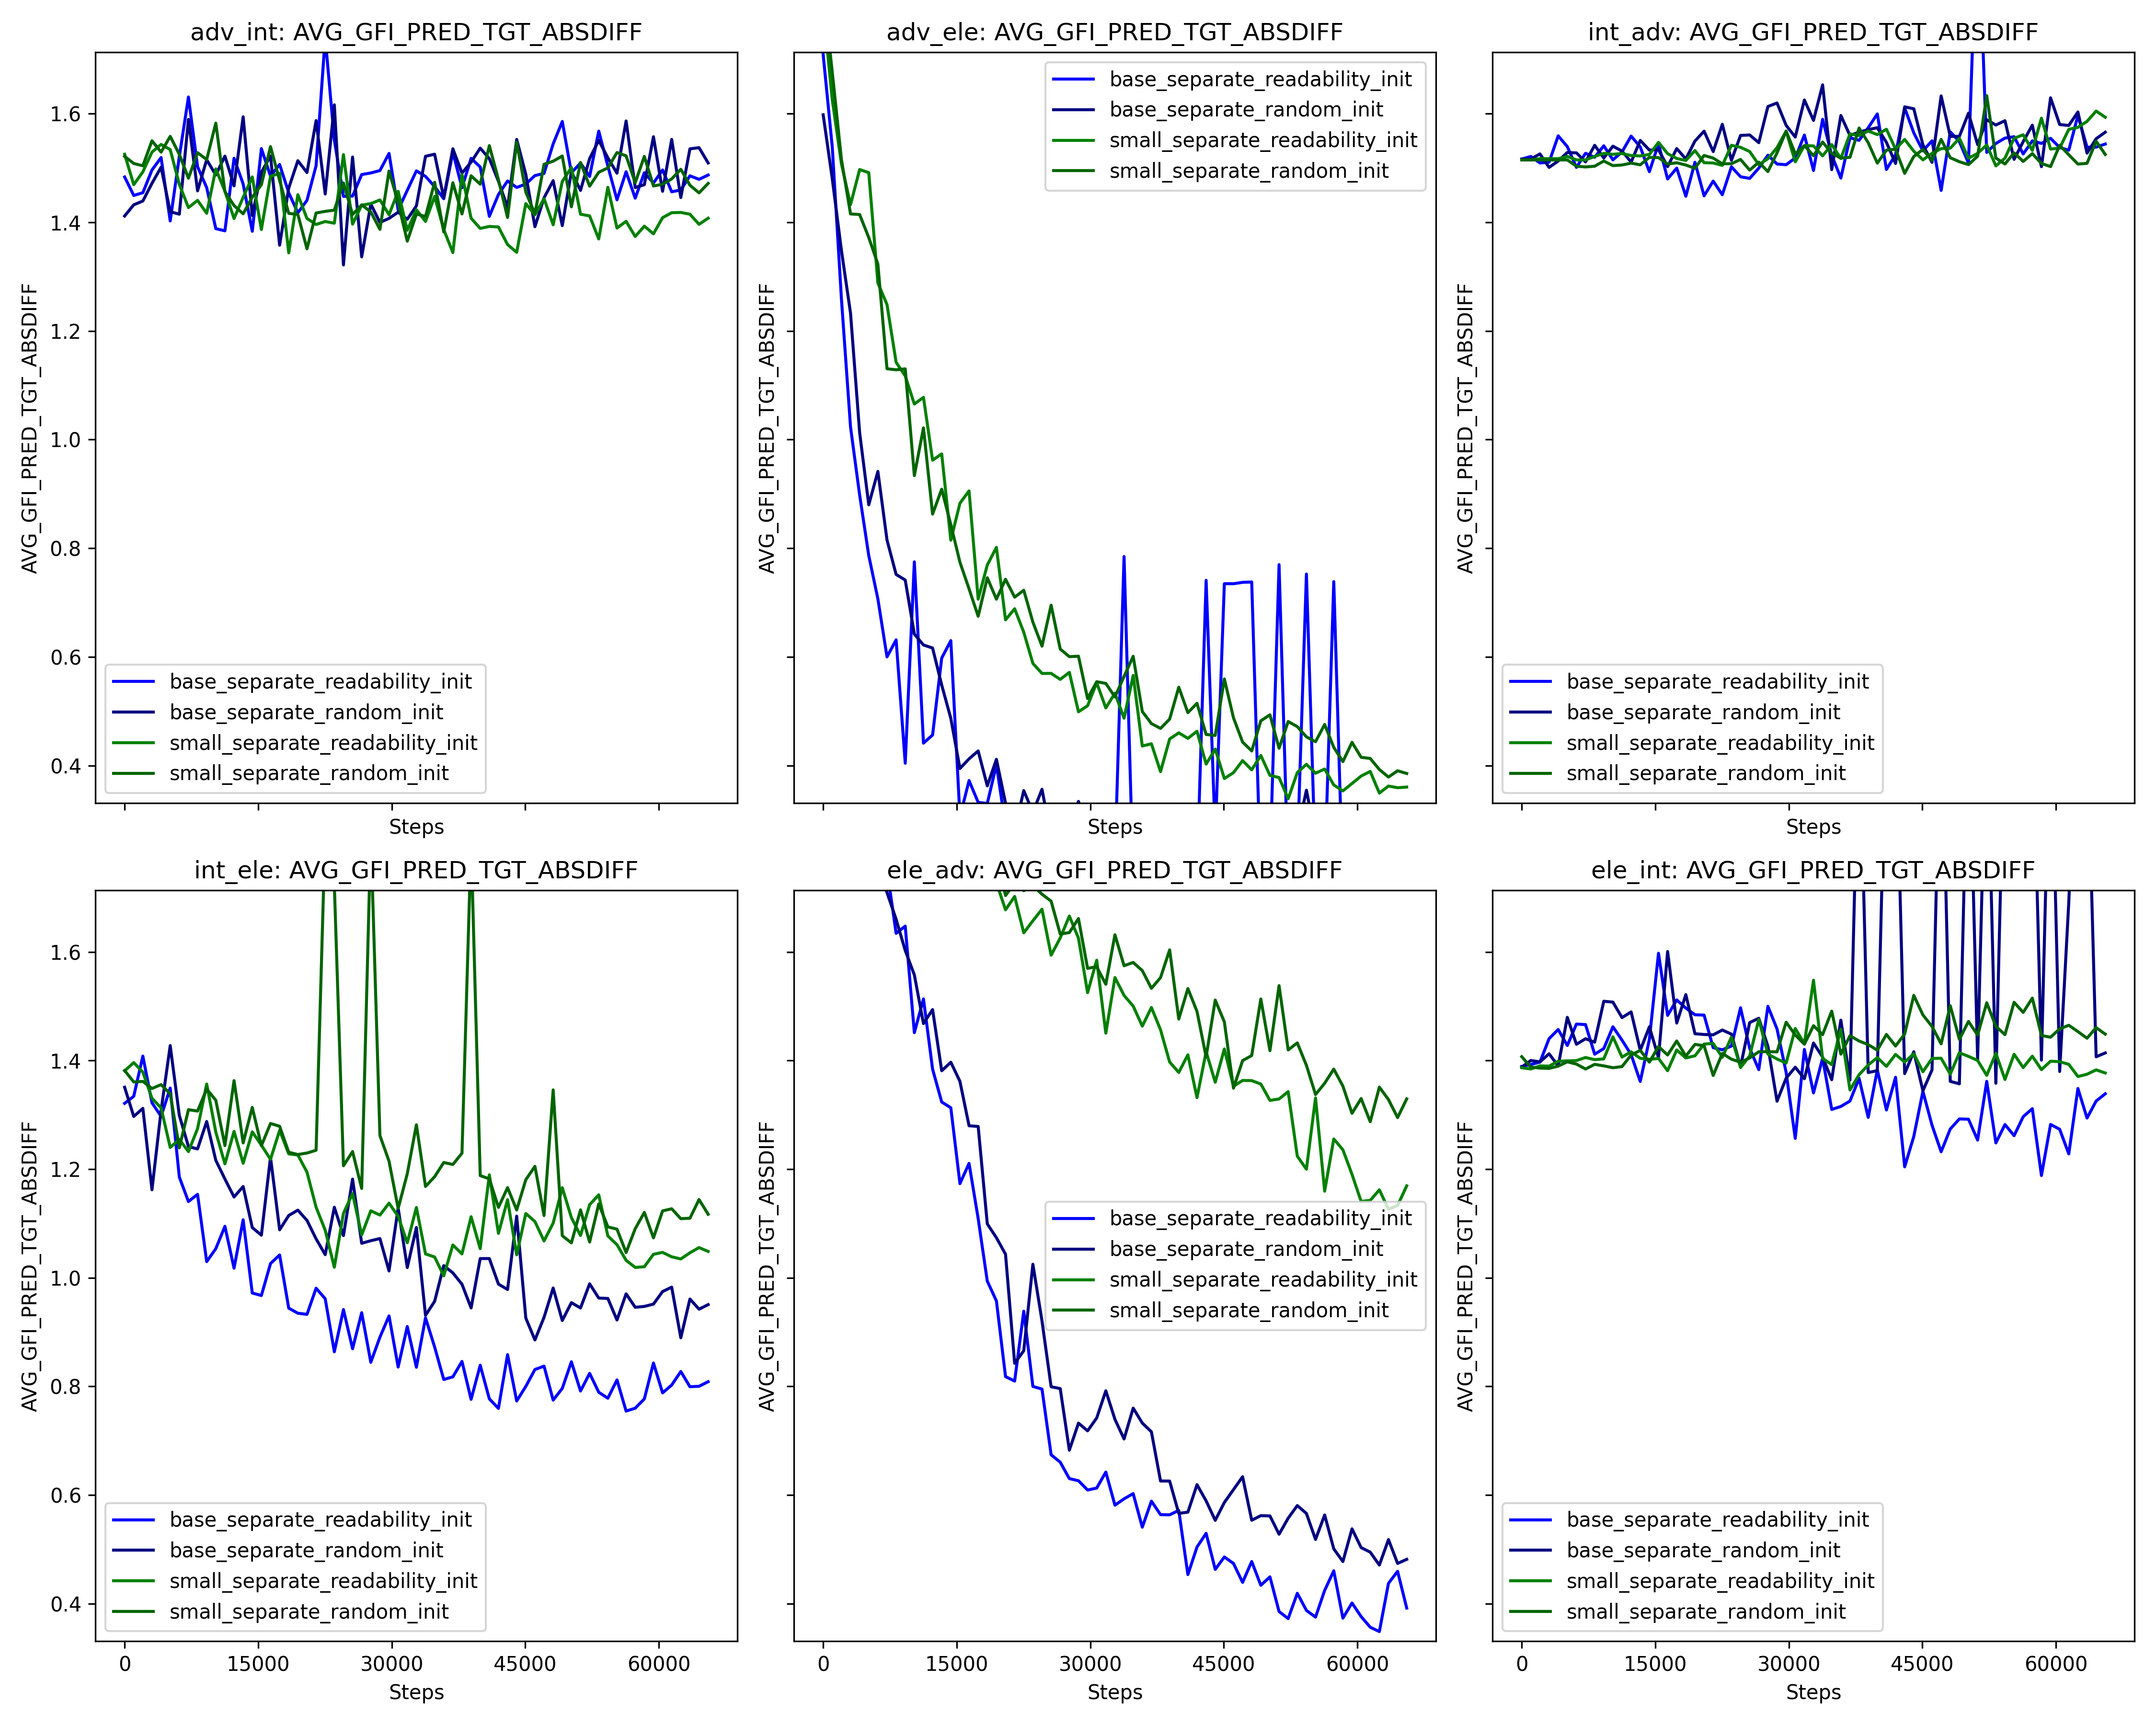 adv_int: AVG_GFI_PRED_TGT_ABSDIFF
AVG_GFI_PRED_TGT_ABSDIFF
1.6
1.4
1.2
1.0
0.8
0.6
0.4
base_separate_readability_init
base_separate_random_init
small_separate_readability_init
small_separate_random_init
Steps
adv_ele: AVG_GFI_PRED_TGT_ABSDIFF
AVG_GFI_PRED_TGT_ABSDIFF
base_separate_readability_init
base_separate_random_init
small_separate_readability_init
small_separate_random_init
Steps
int_adv: AVG_GFI_PRED_TGT_ABSDIFF
AVG_GFI_PRED_TGT_ABSDIFF
base_separate_readability_init
base_separate_random_init
small_separate_readability_init
small_separate_random_init
Steps
int_ele: AVG_GFI_PRED_TGT_ABSDIFF
AVG_GFI_PRED_TGT_ABSDIFF
1.6
1.4
1.2
1.0
0.8
0.6
0.4
base_separate_readability_init
base_separate_random_init
small_separate_readability_init
small_separate_random_init
0 15000 30000 45000 60000
Steps
ele_adv: AVG_GFI_PRED_TGT_ABSDIFF
AVG_GFI_PRED_TGT_ABSDIFF
base_separate_readability_init
base_separate_random_init
small_separate_readability_init
small_separate_random_init
0 15000 30000 45000 60000
Steps
ele_int: AVG_GFI_PRED_TGT_ABSDIFF
AVG_GFI_PRED_TGT_ABSDIFF
base_separate_readability_init
base_separate_random_init
small_separate_readability_init
small_separate_random_init
0 15000 30000 45000 60000
Steps